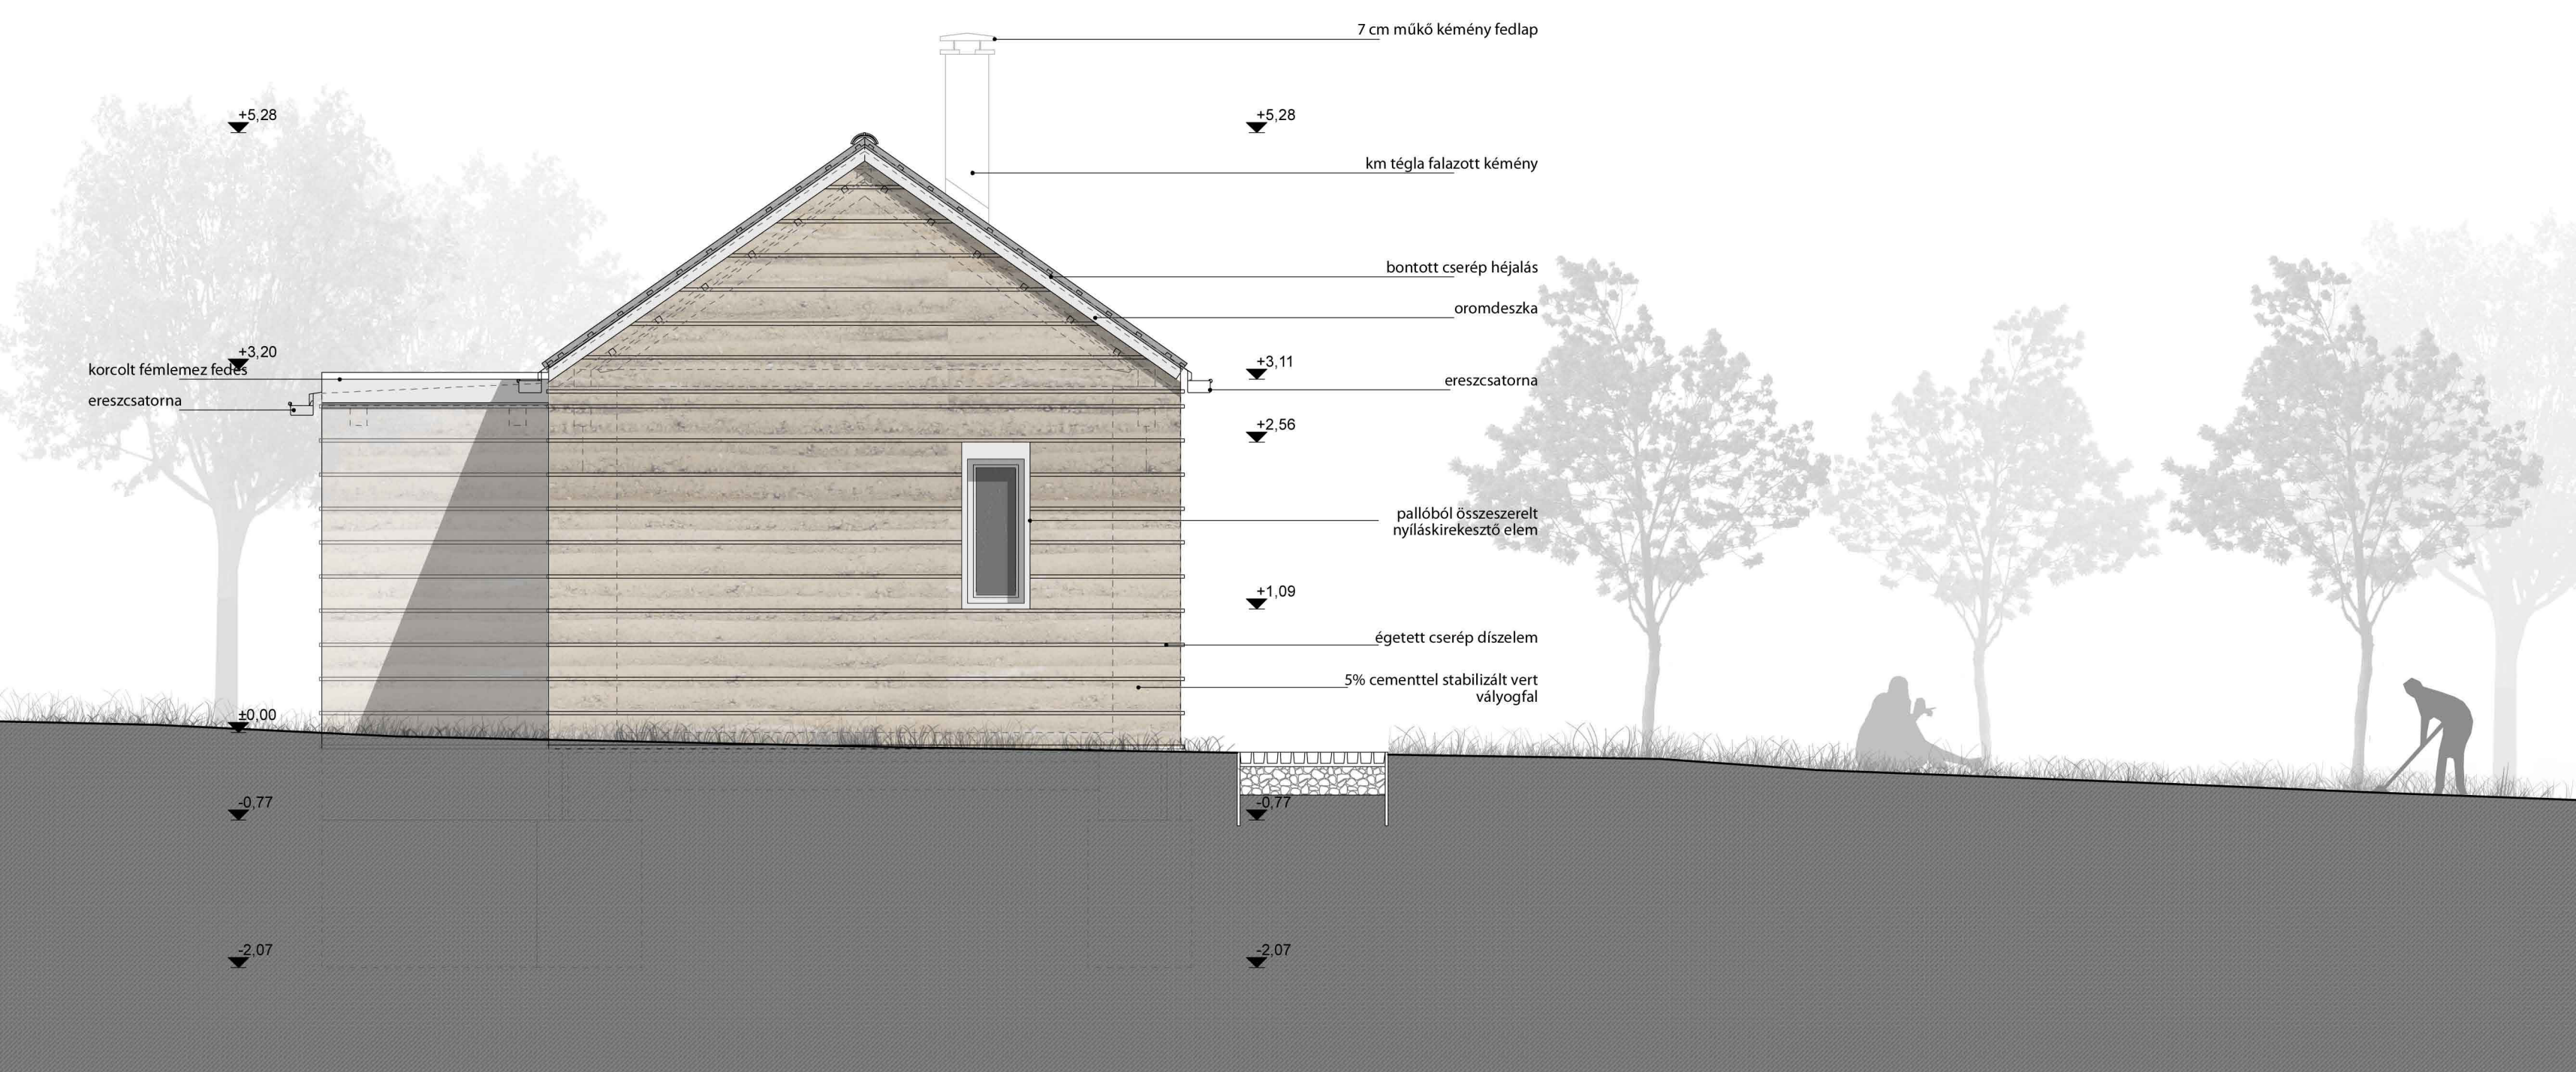 7 cm műkő kémény fedlap
+5,28
+5,28
km tégla falazott kémény
bontott cserép héjalás
oromdeszka
+3,20
korcolt fémlemez fedés
ereszcsatorna
+3,11
ereszcsatorna
+2,56
pallóból összeszerelt
nyíláskirekesztő elem
+1,09
égetett cserép díszelem
5% cementtel stabilizált vert
vályogfal
±0,00
-0,77
-0,77
-2,07
-2,07